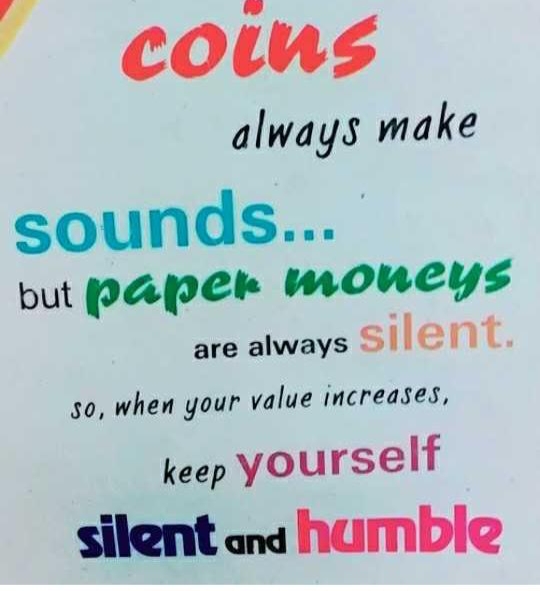 coins
always make
sounds...
but paper moneys
are always silent.
so, when your value increases,
keep yourself
silent and humble